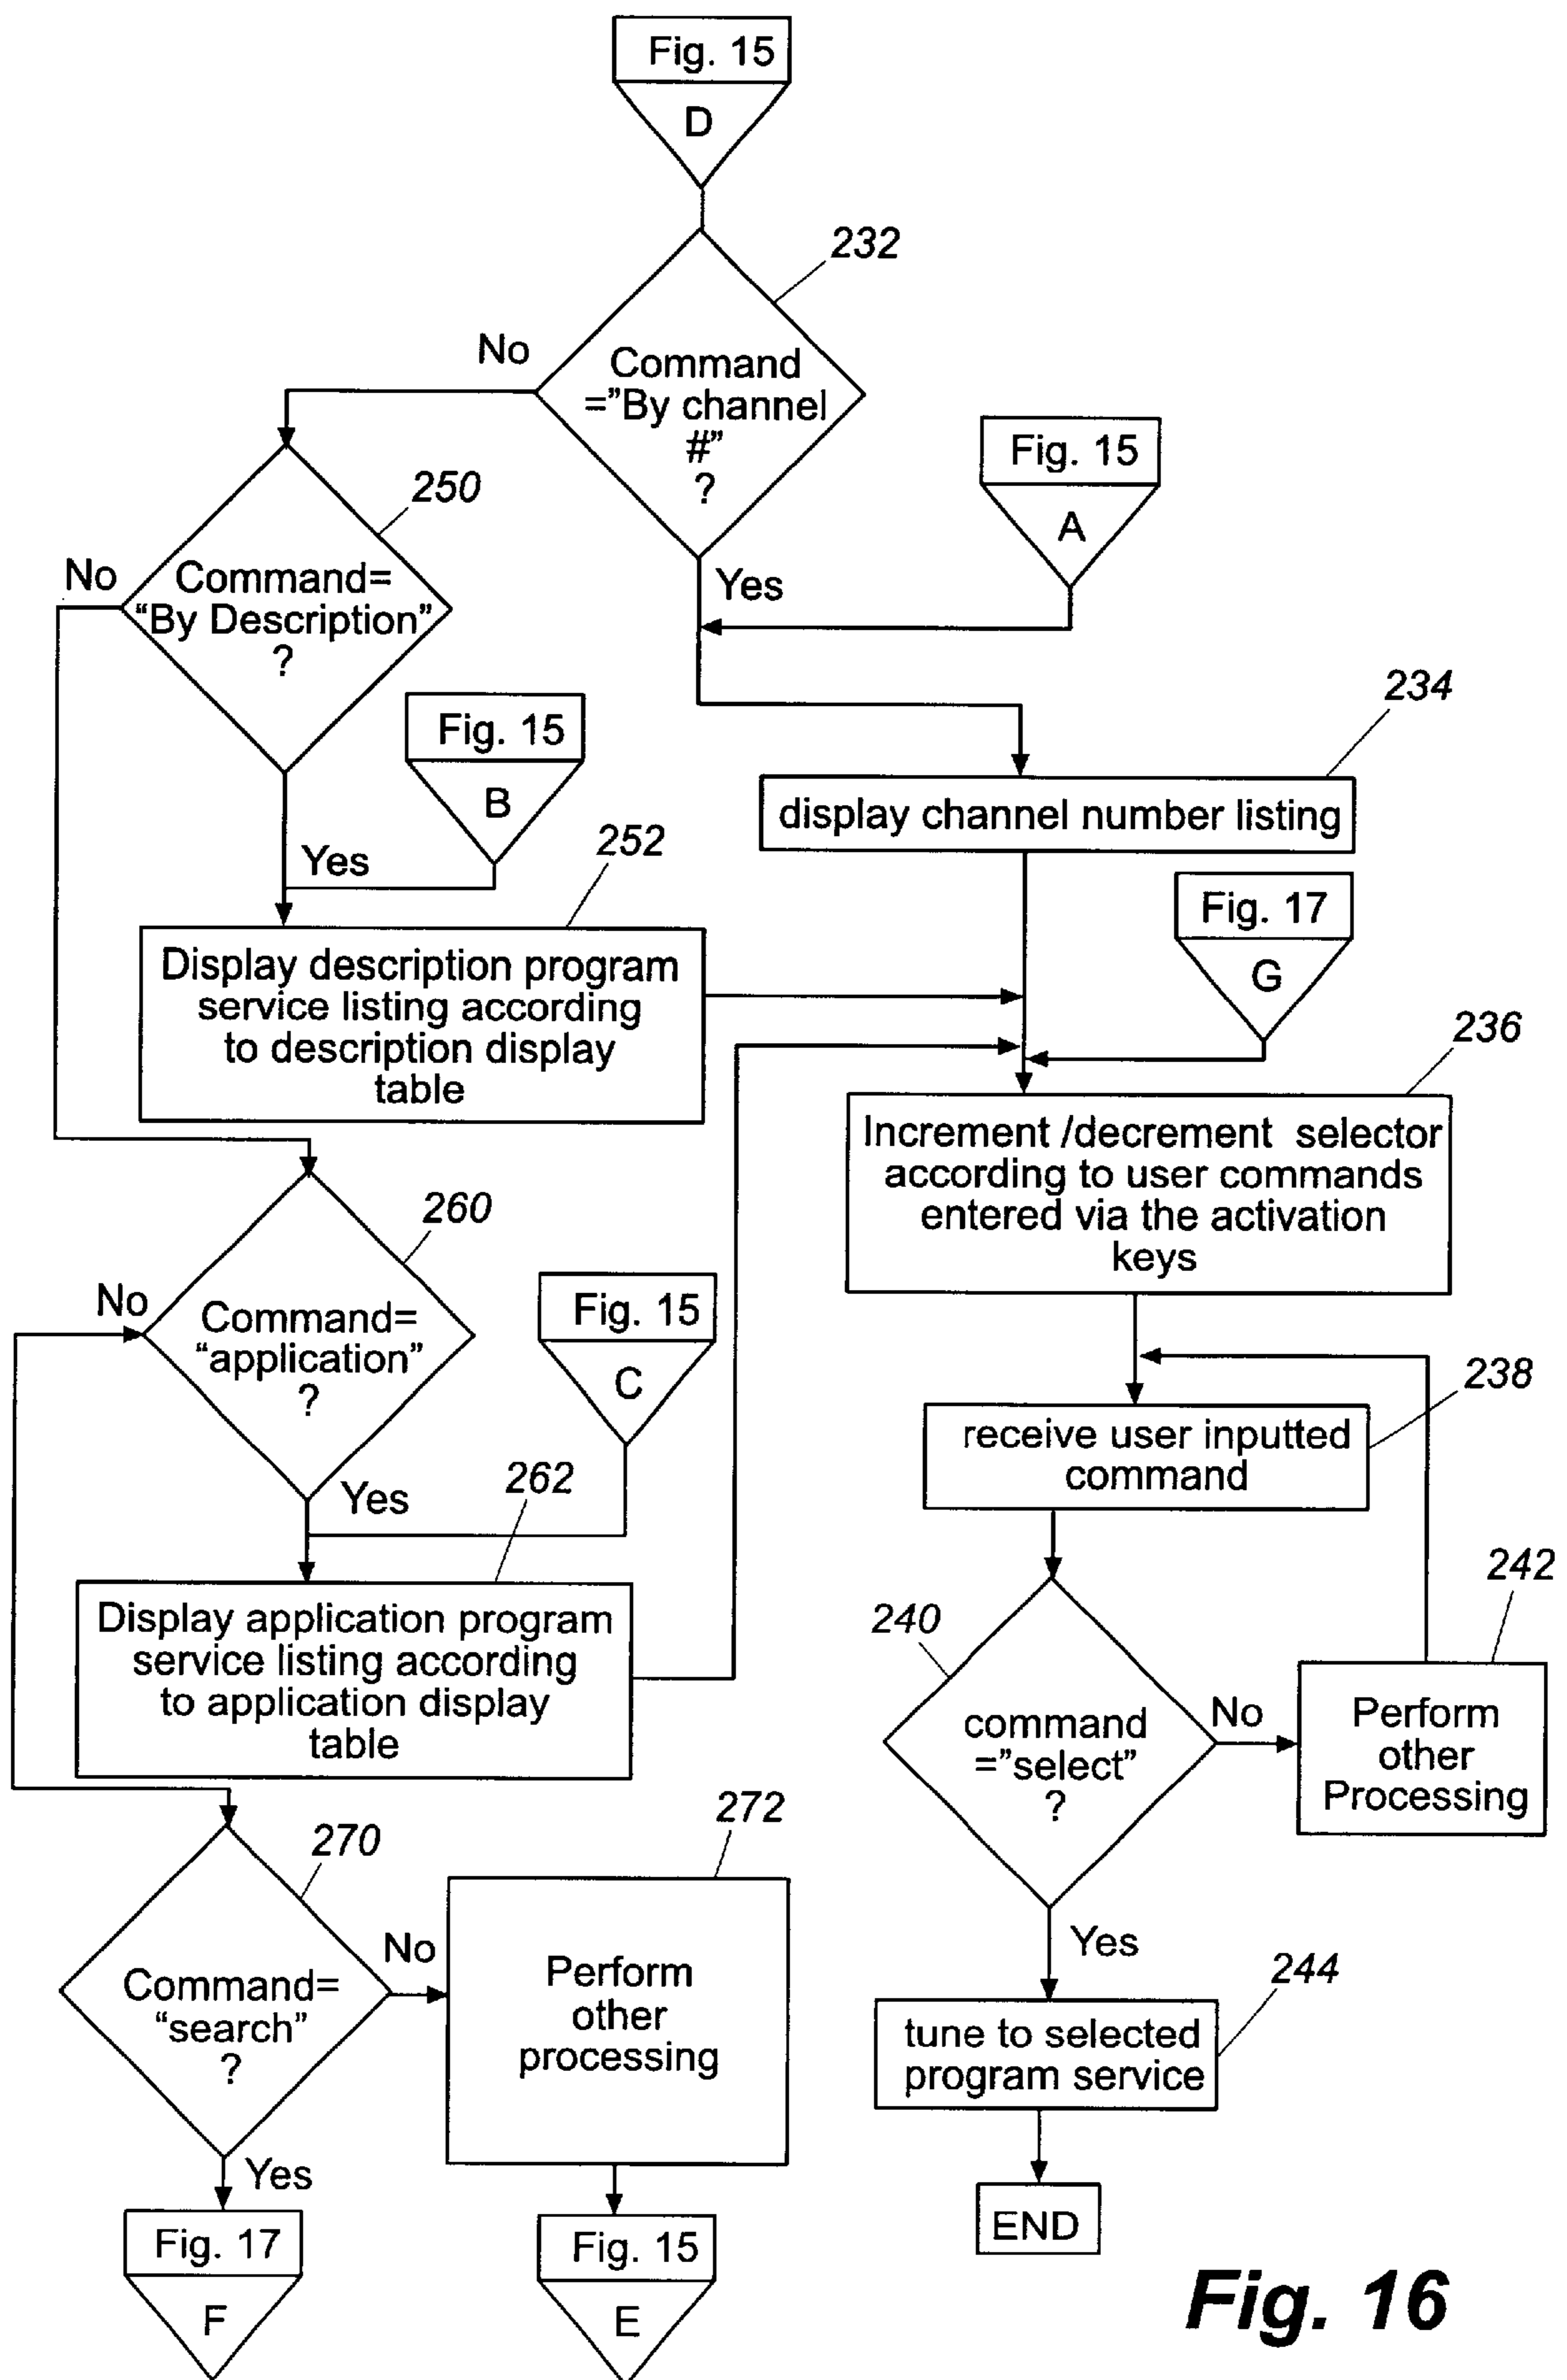 Fig. 15
D
232
No
Command
="By channel
#"
?
Fig. 15
A
Yes
250
No
Command=
"By Description"
?
Fig. 15
B
Yes
234
display channel number listing
252
Display description program
service listing according
to description display
table
Fig. 17
G
236
Increment /decrement selector
according to user commands
entered via the activation
keys
260
No
Command=
"application"
?
Fig. 15
C
Yes
238
receive user inputted
command
262
Display application program
service listing according
to application display
table
240
command
="select"
?
No
242
Perform
other
Processing
270
Command=
"search"
?
No
272
Perform
other
processing
Yes
244
tune to selected
program service
END
Yes
Fig. 17
F
Fig. 15
E
Fig. 16